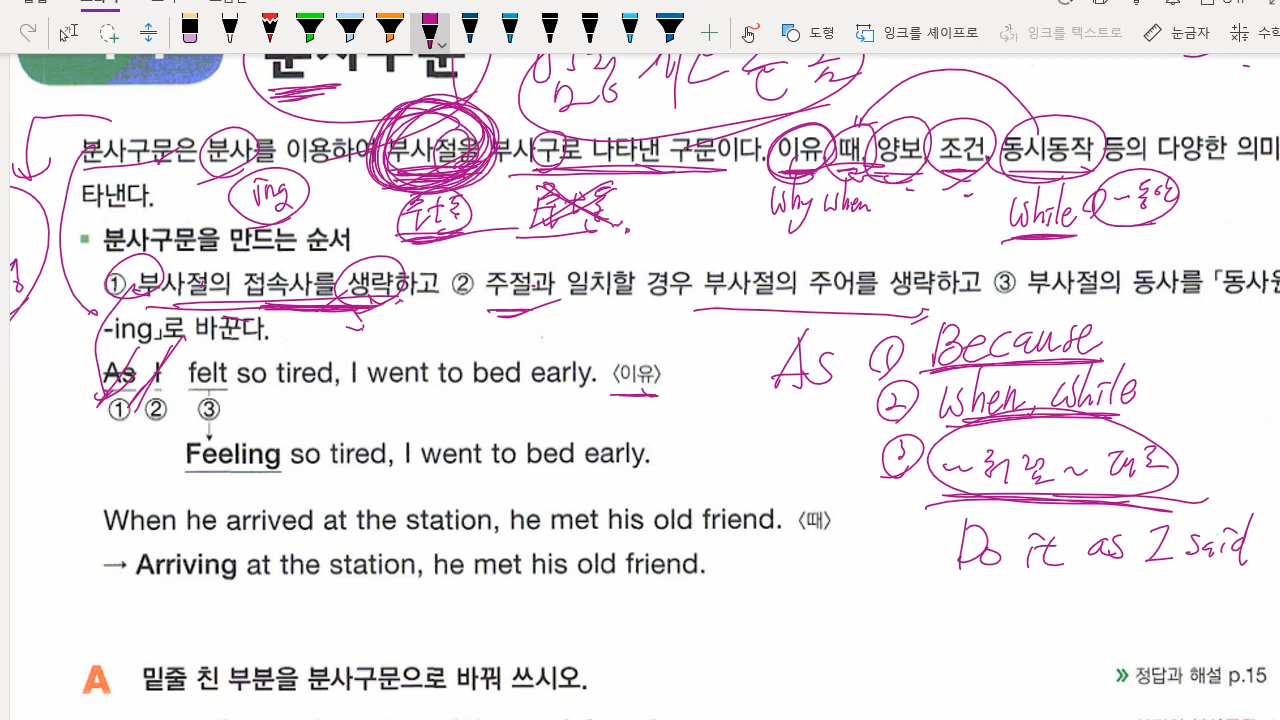 도형 잉크를 셰이프로 잉크를 텍스트로 눈금자 수학
분사구문
분사구문은 분사를 이용하여 부사절을 부사구로 나타낸 구문이다. 이유, 때, 양보, 조건, 동시동작 등의 다양한 의미
타낸다.
ing
why when while ~동안
분사구문을 만드는 순서
① 부사절의 접속사를 생략하고 ② 주절과 일치할 경우 부사절의 주어를 생략하고 ③ 부사절의 동사를 「동사원
-ing」로 바꾼다.
As I felt so tired, I went to bed early. 〈이유〉
① ② ③
Feeling so tired, I went to bed early.
As ① Because
② when, while
③
Do it as I said
When he arrived at the station, he met his old friend. 〈때〉
→ Arriving at the station, he met his old friend.
A 밑줄 친 부분을 분사구문으로 바꿔 쓰시오.
» 정답과 해설 p.15